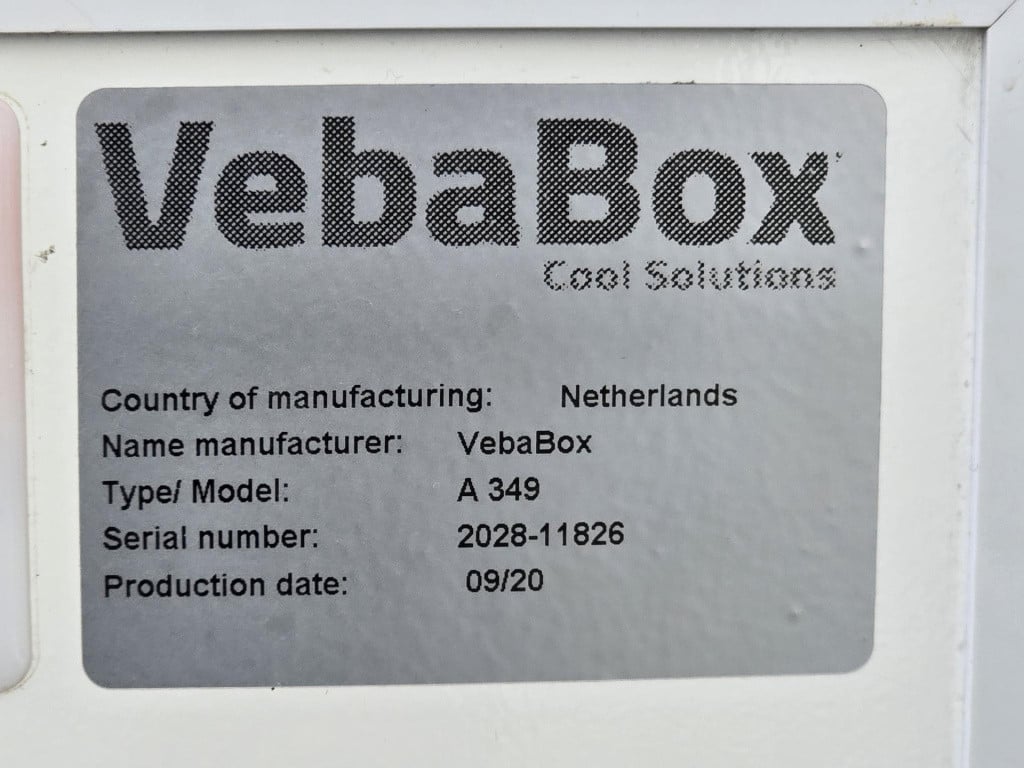 VebaBox
Cool Solutions
Country of manufacturing: Netherlands
Name manufacturer: VebaBox
Type/ Model: A 349
Serial number: 2028-11826
Production date: 09/20